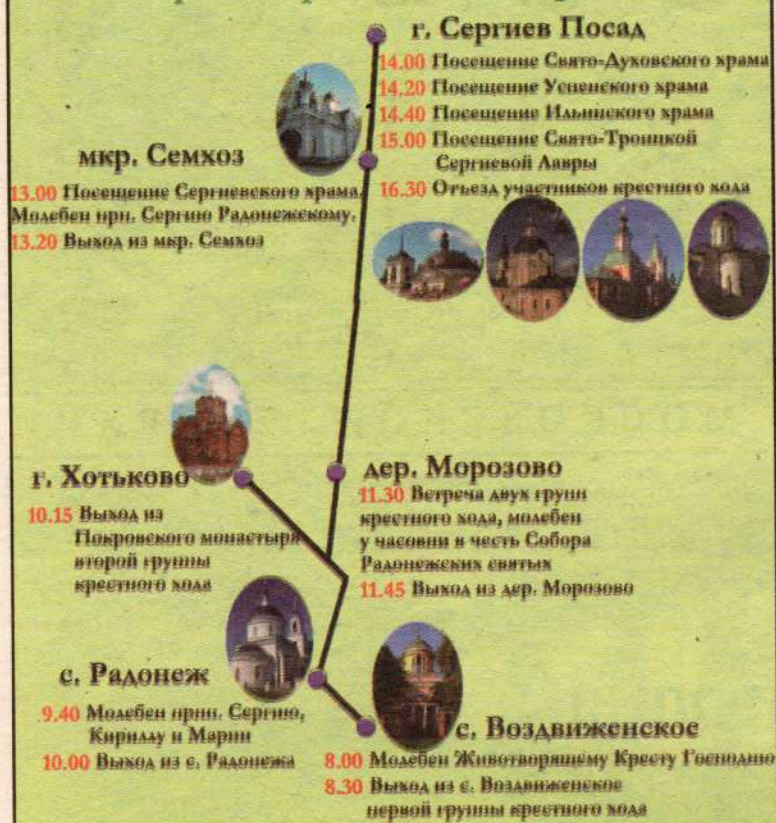 г. Сергиев Посад
14.00 Посещение Свято-Духовского храма
14.20 Посещение Успенского храма
14.40 Посещение Ильинского храма
15.00 Посещение Свято-Троицкой
Сергиевой Лавры
16.30 Отъезд участников крестного хода
мкр. Семхоз
13.00 Посещение Сергиевского храма.
Молебен прп. Сергию Радонежскому.
13.20 Выход из мкр. Семхоз
г. Хотьково
10.15 Выход из
Покровского монастыря
второй группы
крестного хода
дер. Морозово
11.30 Встреча двух групп
крестного хода, молебен
у часовни в честь Собора
Радонежских святых
11.45 Выход из дер. Морозово
с. Радонеж
9.40 Молебен прпп. Сергию,
Кириллу и Марии
10.00 Выход из с. Радонежа
с. Воздвиженское
8.00 Молебен Животворящему Кресту Господню
8.30 Выход из с. Воздвиженское
первой группы крестного хода